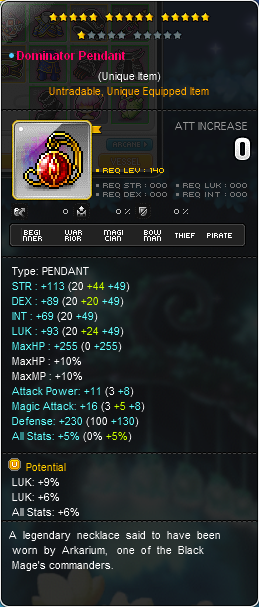 Dominator Pendant
(Unique Item)
Untradable, Unique Equipped Item
ATT INCREASE
0
REQ LEV : 140
REQ STR : 000 REQ LUK : 000
REQ DEX : 000 REQ INT : 000
0 0 % 0 %
BEGINNER WARRIOR MAGICIAN BOWMAN THIEF PIRATE
Type: PENDANT
STR : +113 (20 +44 +49)
DEX : +89 (20 +20 +49)
INT : +69 (20 +49)
LUK : +93 (20 +24 +49)
MaxHP : +255 (0 +255)
MaxHP : +10%
MaxMP : +10%
Attack Power: +11 (3 +8)
Magic Attack: +16 (3 +5 +8)
Defense: +230 (100 +130)
All Stats: +5% (0% +5%)
Potential
LUK: +9%
LUK: +6%
All Stats: +6%
A legendary necklace said to have been
worn by Arkarium, one of the Black
Mage's commanders.